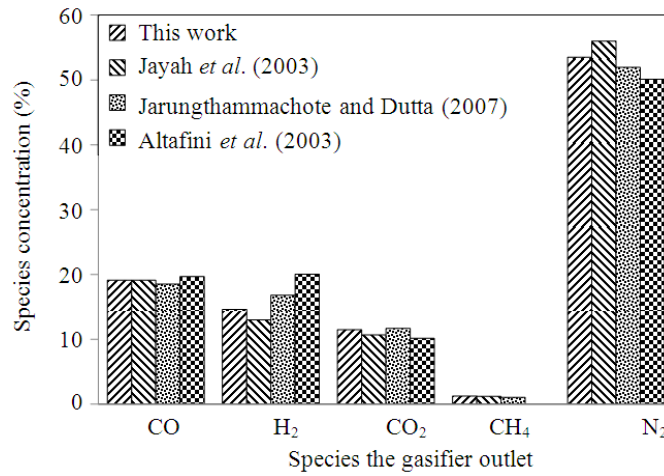 This work
Jayah et al. (2003)
Jarungthammachote and Dutta (2007)
Altafini et al. (2003)
Species concentration (%)
60
50
40
30
20
10
0
CO H₂ CO₂ CH₄ N₂
Species the gasifier outlet